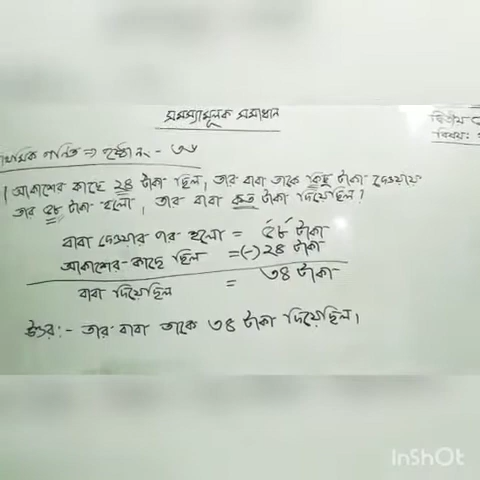 সমস্যামূলক সমাধান
দ্বিতীয়
বিষয়:
প্রাথমিক গনিত ⇒ পৃষ্ঠা নং - ৩৮
আকাশের কাছে ২৪ টাকা ছিল, তার বাবা তাকে কিছু টাকা দেওয়ায়
তার ৫৮ টাকা হলো, তার বাবা কত টাকা দিয়েছিল?
বাবা দেওয়ার পর হলো = ৫৮ টাকা
আকাশের কাছে ছিল = (-) ২৪ টাকা
বাবা দিয়েছিল = ৩৪ টাকা
উত্তর:- তার বাবা তাকে ৩৪ টাকা দিয়েছিল।
InShOt